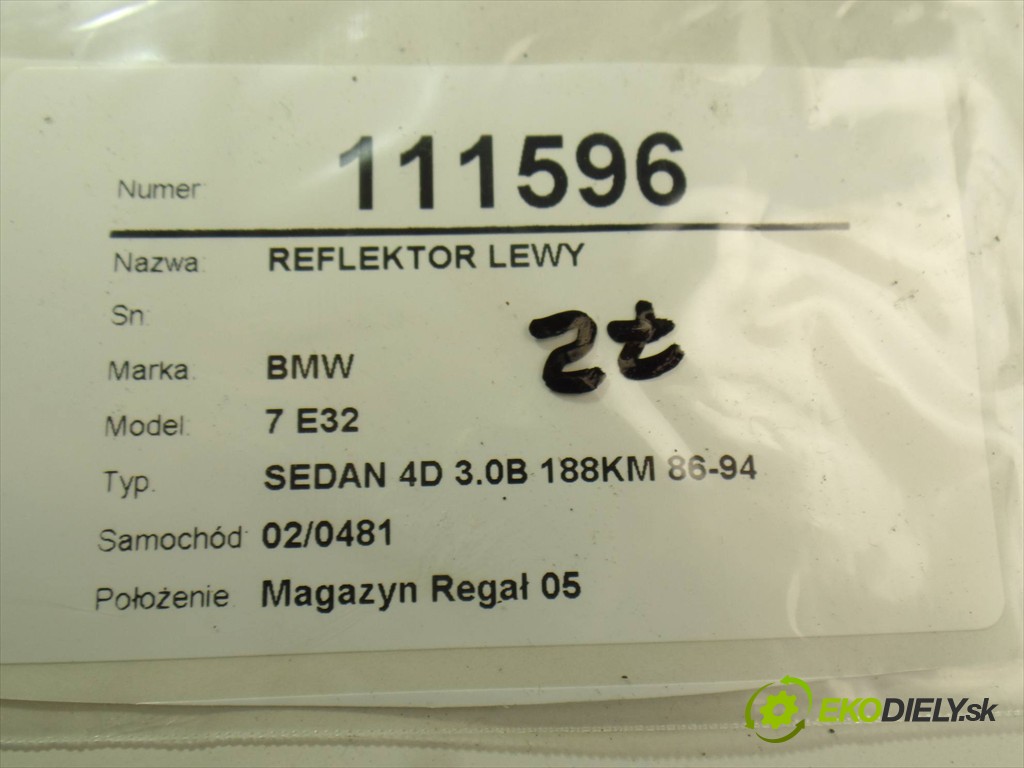 Numer: 111596
Nazwa: REFLEKTOR LEWY
Sn:
Marka: BMW
Model: 7 E32
Typ: SEDAN 4D 3.0B 188KM 86-94
Samochód: 02/0481
Położenie: Magazyn Regał 05
EKODIELY.sk